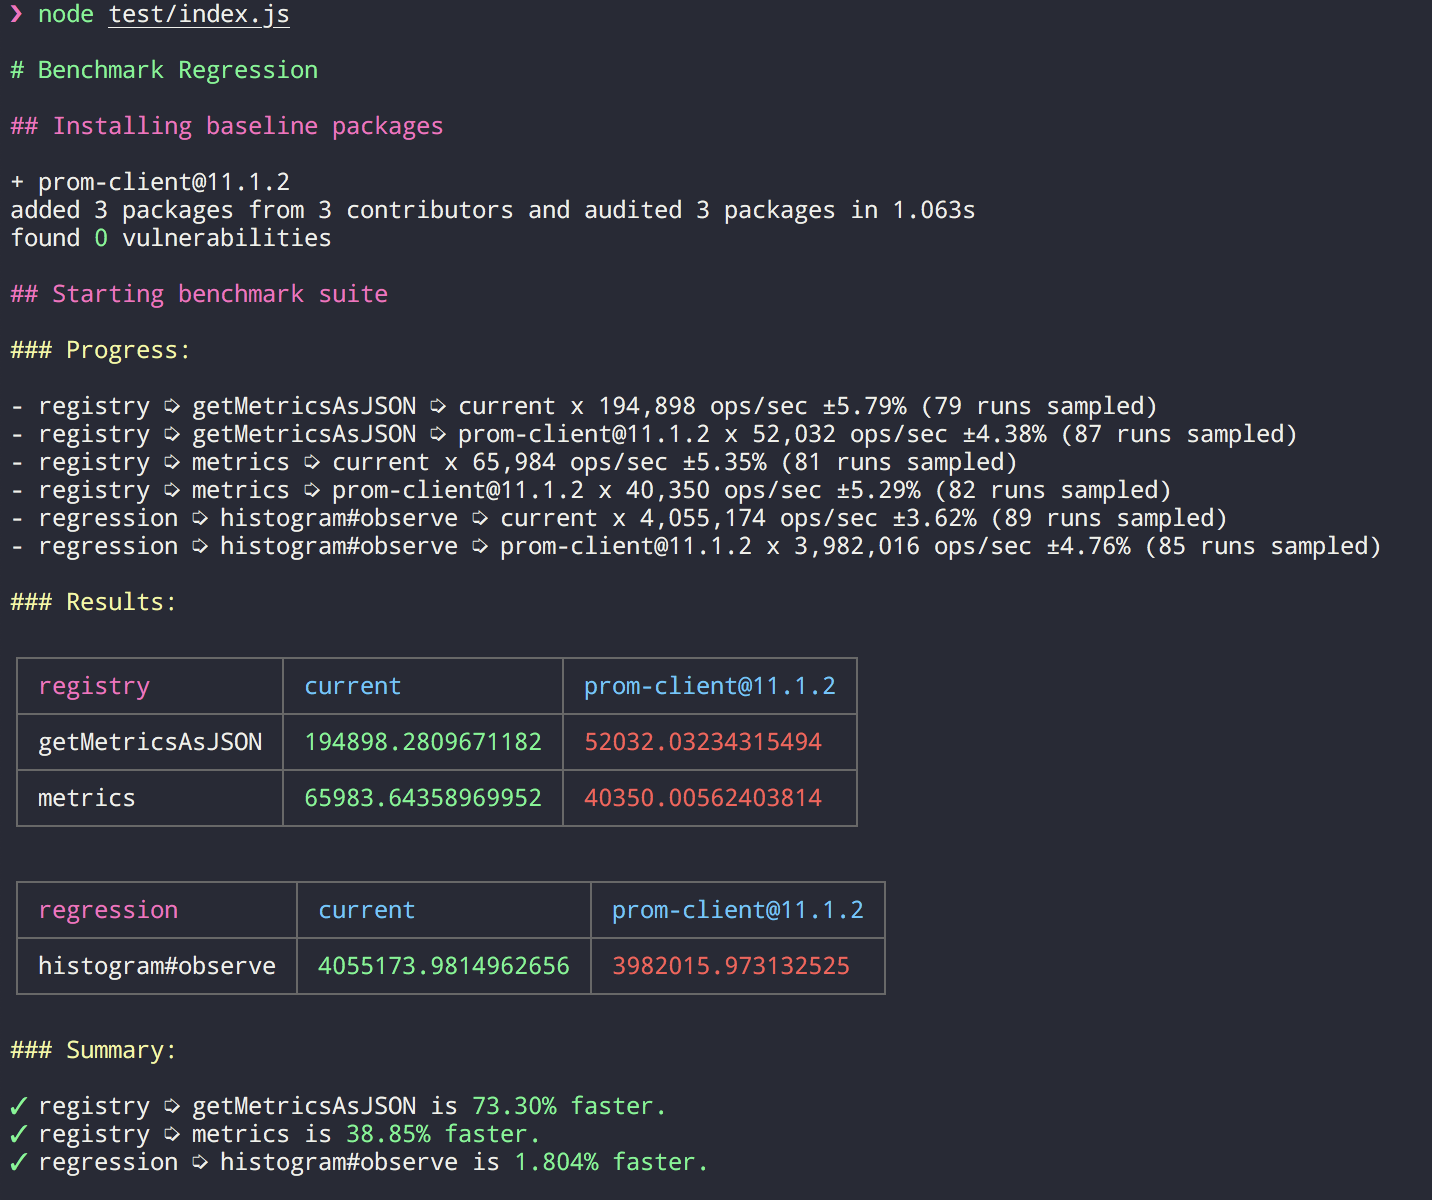 ❯ node test/index.js
# Benchmark Regression
## Installing baseline packages
+ prom-client@11.1.2
added 3 packages from 3 contributors and audited 3 packages in 1.063s
found 0 vulnerabilities
## Starting benchmark suite
### Progress:
- registry ➩ getMetricsAsJSON ➩ current x 194,898 ops/sec ±5.79% (79 runs sampled)
- registry ➩ getMetricsAsJSON ➩ prom-client@11.1.2 x 52,032 ops/sec ±4.38% (87 runs sampled)
- registry ➩ metrics ➩ current x 65,984 ops/sec ±5.35% (81 runs sampled)
- registry ➩ metrics ➩ prom-client@11.1.2 x 40,350 ops/sec ±5.29% (82 runs sampled)
- regression ➩ histogram#observe ➩ current x 4,055,174 ops/sec ±3.62% (89 runs sampled)
- regression ➩ histogram#observe ➩ prom-client@11.1.2 x 3,982,016 ops/sec ±4.76% (85 runs sampled)
### Results:
registry current prom-client@11.1.2
getMetricsAsJSON 194898.2809671182 52032.03234315494
metrics 65983.64358969952 40350.00562403814
regression current prom-client@11.1.2
histogram#observe 4055173.9814962656 3982015.973132525
### Summary:
✓ registry ➩ getMetricsAsJSON is 73.30% faster.
✓ registry ➩ metrics is 38.85% faster.
✓ regression ➩ histogram#observe is 1.804% faster.